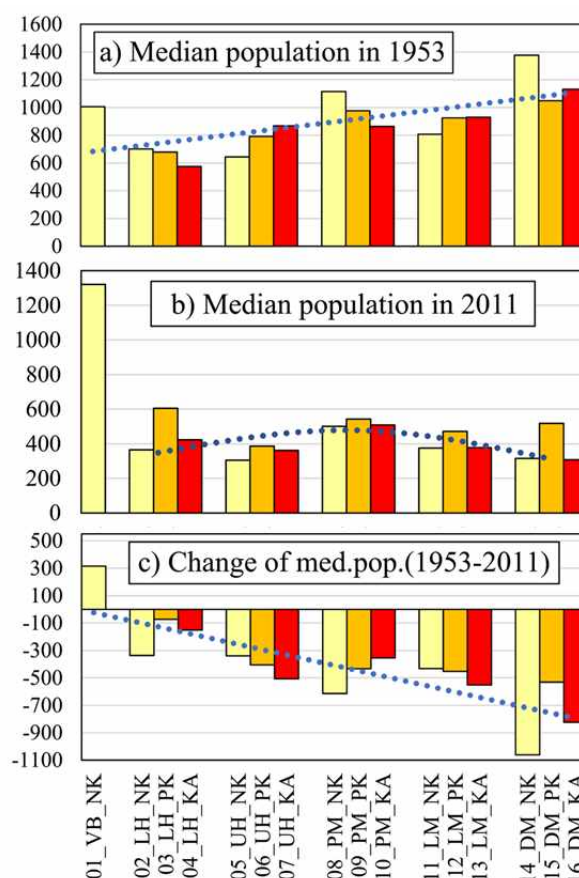 1600
1400
1200
1000
800
600
400
200
0
a) Median population in 1953
1400
1200
1000
800
600
400
200
0
b) Median population in 2011
500
300
100
-100
-300
-500
-700
-900
-1100
c) Change of med.pop.(1953-2011)
01_VB_NK
02_LH_NK
03_LH_PK
04_LH_KA
05_UH_NK
06_UH_PK
07_UH_KA
08_PM_NK
09_PM_PK
10_PM_KA
11_LM_NK
12_LM_PK
13_LM_KA
14_DM_NK
15_DM_PK
16_DM_KA